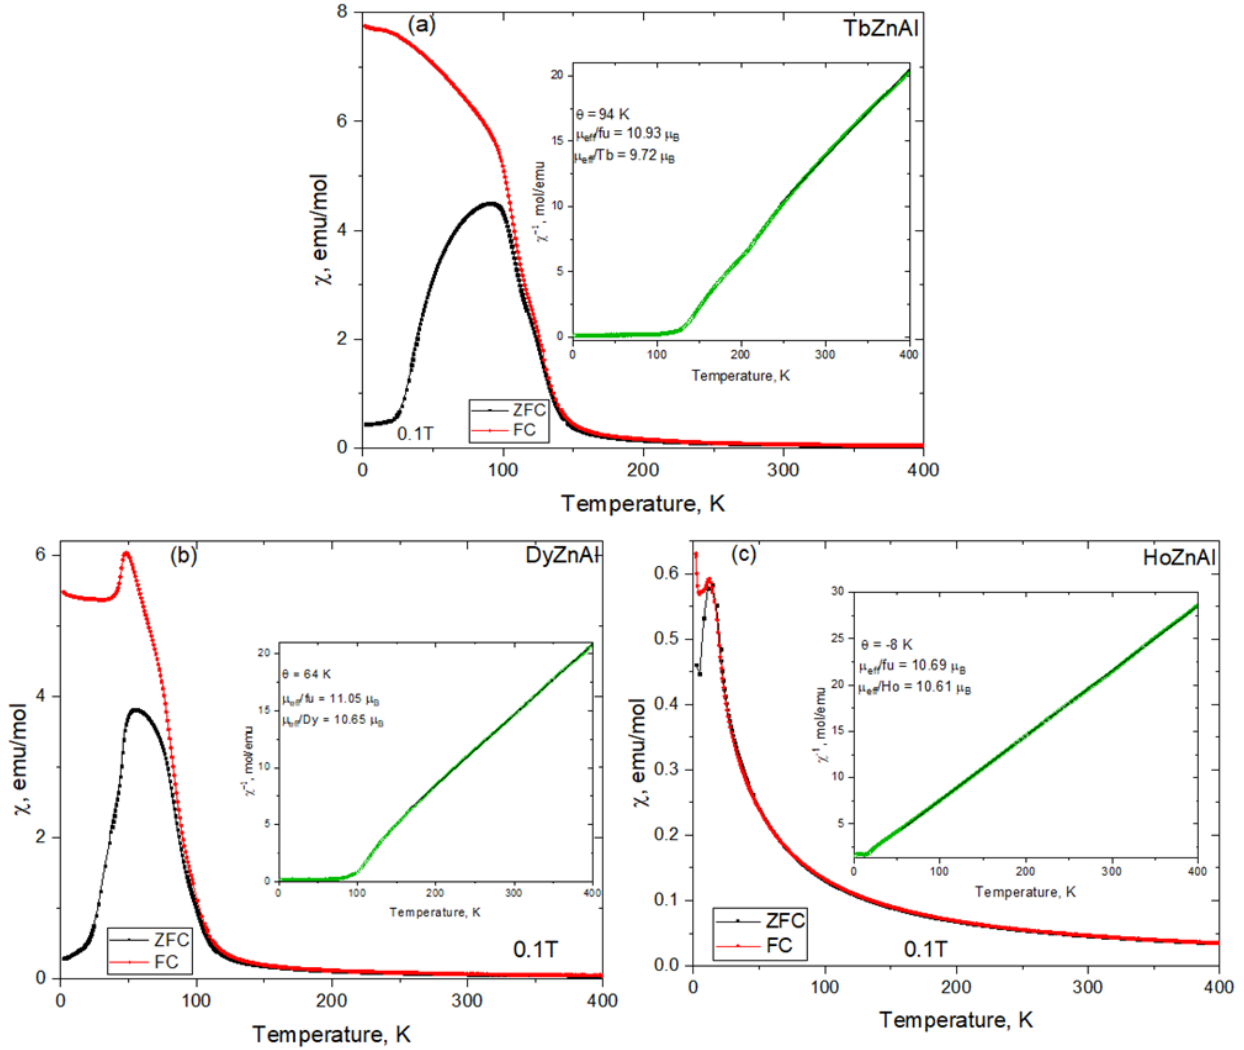 (a)
TbZnAl
8
6
4
2
0
χ, emu/mol
0
100
200
300
400
Temperature, K
ZFC
FC
0.1T
20
15
10
5
0
χ⁻¹, mol/emu
θ = 94 K
μeff/fu = 10.93 μB
μeff/Tb = 9.72 μB
0
100
200
300
400
Temperature, K
(b)
DyZnAl
6
4
2
0
χ, emu/mol
0
100
200
300
400
Temperature, K
ZFC
FC
0.1T
20
15
10
5
0
χ⁻¹, mol/emu
θ = 64 K
μeff/fu = 11.05 μB
μeff/Dy = 10.65 μB
0
100
200
300
400
Temperature, K
(c)
HoZnAl
0.6
0.5
0.4
0.3
0.2
0.1
0.0
χ, emu/mol
0
100
200
300
400
Temperature, K
ZFC
FC
0.1T
30
25
20
15
10
5
χ⁻¹, mol/emu
θ = -8 K
μeff/fu = 10.69 μB
μeff/Ho = 10.61 μB
0
100
200
300
400
Temperature, K